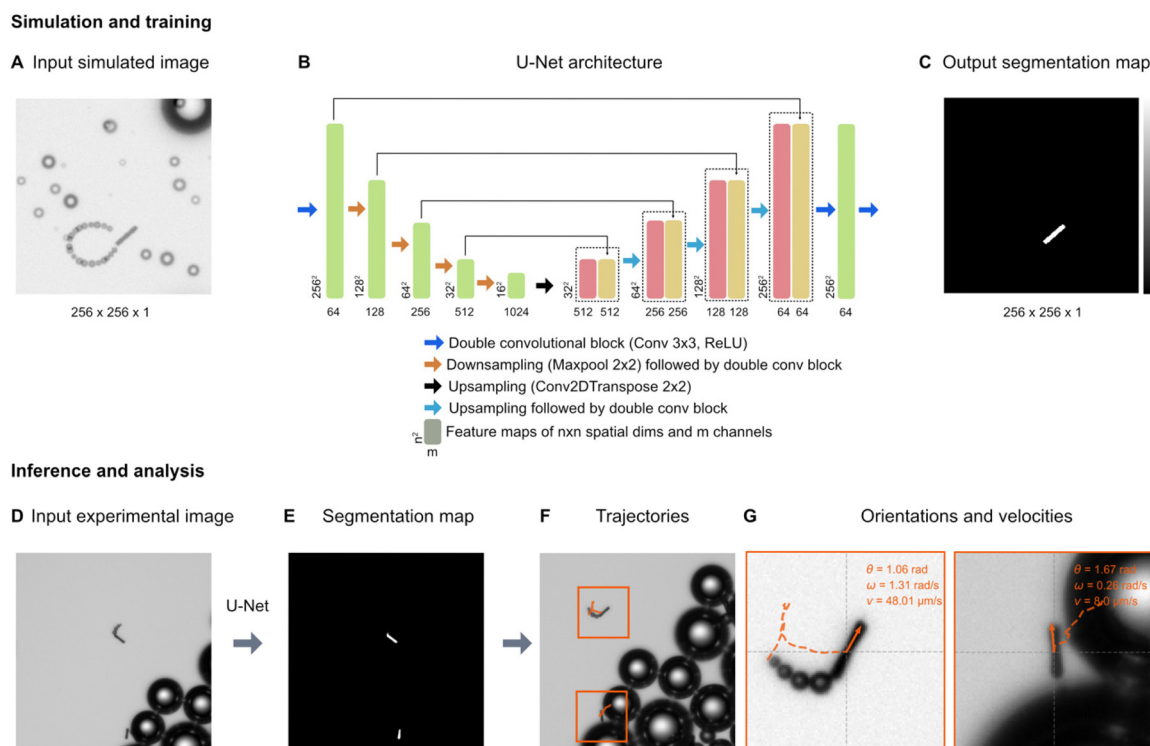 Simulation and training
A Input simulated image
B U-Net architecture
C Output segmentation map
256² 128² 64² 32² 16² 32² 64² 128² 256² 256²
64 128 256 512 1024 512 512 256 256 128 128 64 64 64
256 x 256 x 1
256 x 256 x 1
Double convolutional block (Conv 3x3, ReLU)
Downsampling (Maxpool 2x2) followed by double conv block
Upsampling (Conv2DTranspose 2x2)
Upsampling followed by double conv block
n² Feature maps of nxn spatial dims and m channels
m
Inference and analysis
D Input experimental image
E Segmentation map
F Trajectories
G Orientations and velocities
U-Net
θ = 1.06 rad
ω = 1.31 rad/s
v = 48.01 µm/s
θ = 1.67 rad
ω = 0.26 rad/s
v = 8.0 µm/s